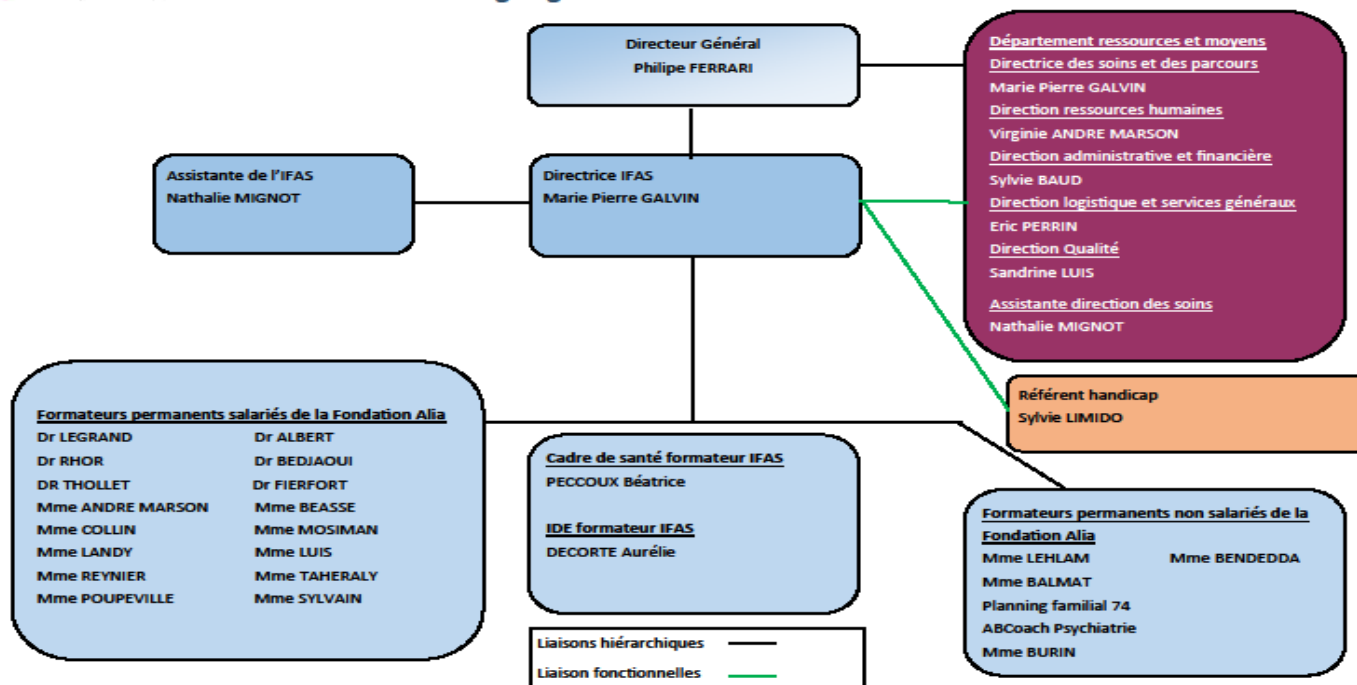 Directeur Général
Philipe FERRARI
Département ressources et moyens
Directrice des soins et des parcours
Marie Pierre GALVIN
Direction ressources humaines
Virginie ANDRE MARSON
Direction administrative et financière
Sylvie BAUD
Direction logistique et services généraux
Eric PERRIN
Direction Qualité
Sandrine LUIS
Assistante direction des soins
Nathalie MIGNOT
Assistante de l'IFAS
Nathalie MIGNOT
Directrice IFAS
Marie Pierre GALVIN
Référent handicap
Sylvie LIMIDO
Formateurs permanents salariés de la Fondation Alia
Dr LEGRAND Dr ALBERT
Dr RHOR Dr BEDJAOUI
DR THOLLET Dr FIERFORT
Mme ANDRE MARSON Mme BEASSE
Mme COLLIN Mme MOSIMAN
Mme LANDY Mme LUIS
Mme REYNIER Mme TAHERALY
Mme POUPEVILLE Mme SYLVAIN
Cadre de santé formateur IFAS
PECCOUX Béatrice
IDE formateur IFAS
DECORTE Aurélie
Formateurs permanents non salariés de la
Fondation Alia
Mme LEHLAM Mme BENDEDDA
Mme BALMAT
Planning familial 74
ABCoach Psychiatrie
Mme BURIN
Liaisons hiérarchiques
Liaison fonctionnelles